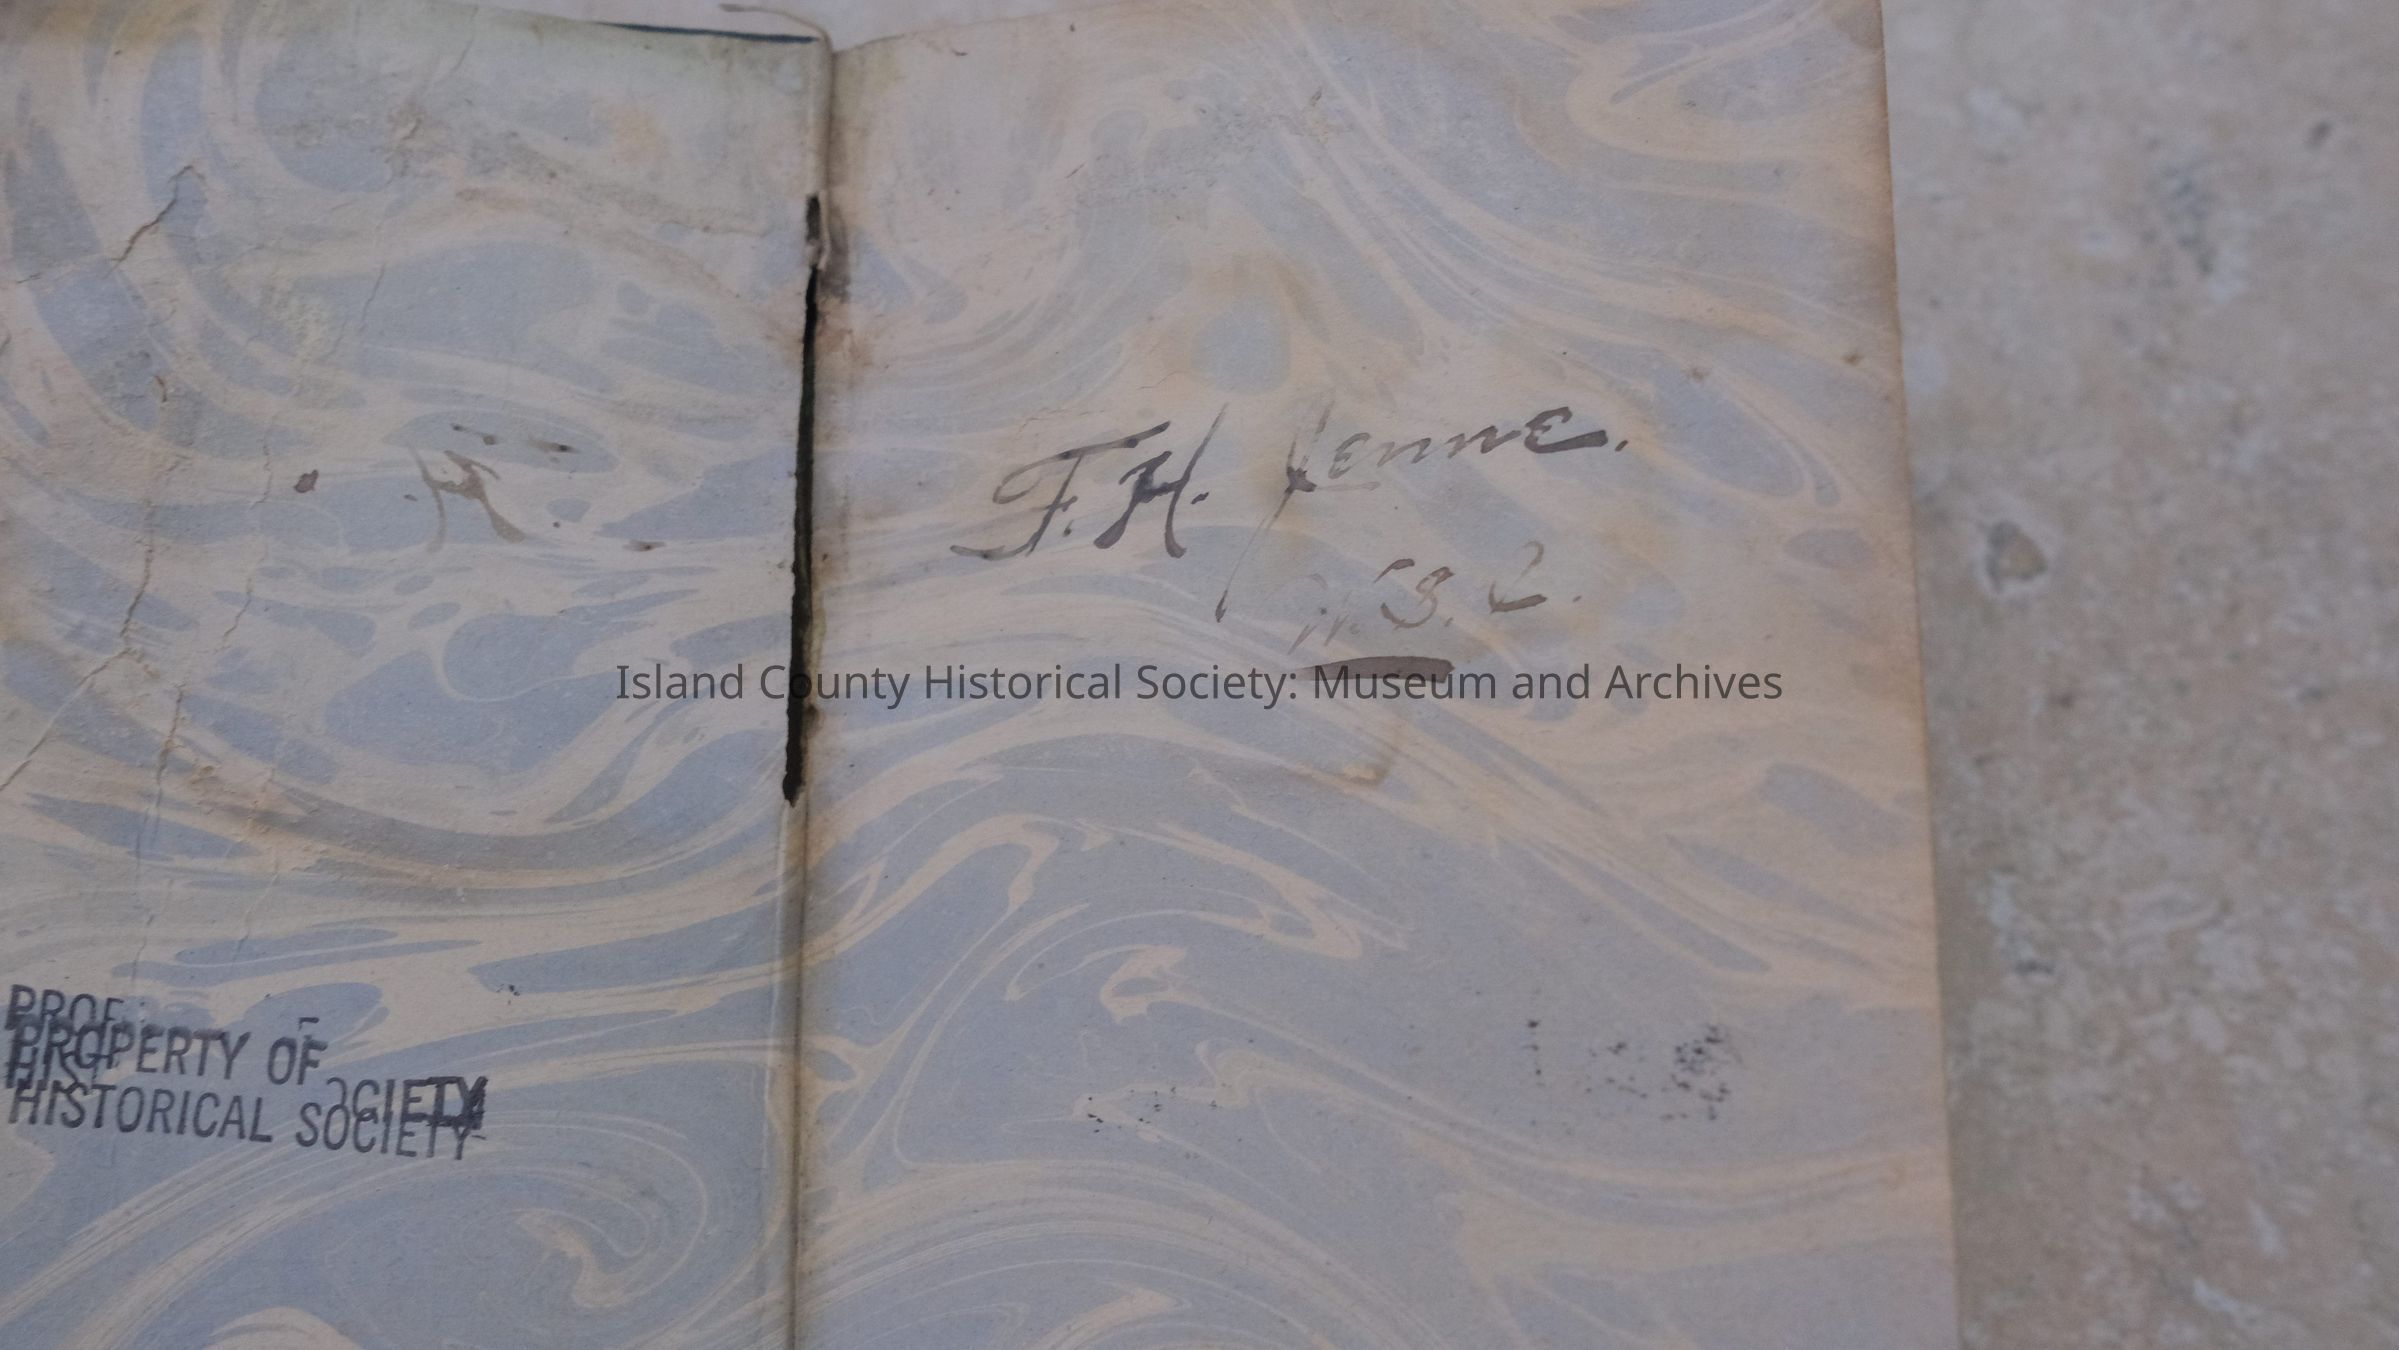 F. H. Jenne.
W. S. C.
Island County Historical Society: Museum and Archives
PROPERTY OF
HISTORICAL SOCIETY